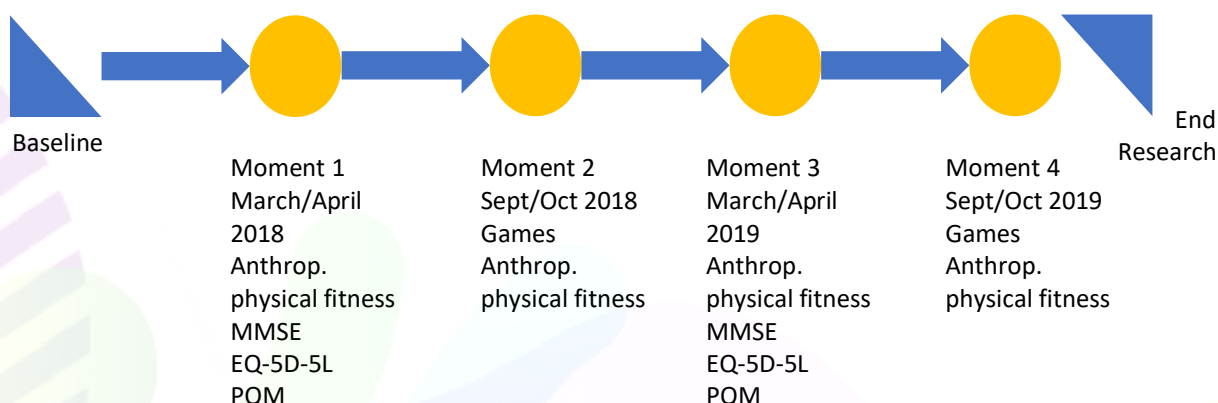 Baseline
Moment 1
March/April
2018
Anthrop.
physical fitness
MMSE
EQ-5D-5L
POM
Moment 2
Sept/Oct 2018
Games
Anthrop.
physical fitness
Moment 3
March/April
2019
Anthrop.
physical fitness
MMSE
EQ-5D-5L
POM
Moment 4
Sept/Oct 2019
Games
Anthrop.
physical fitness
End
Research